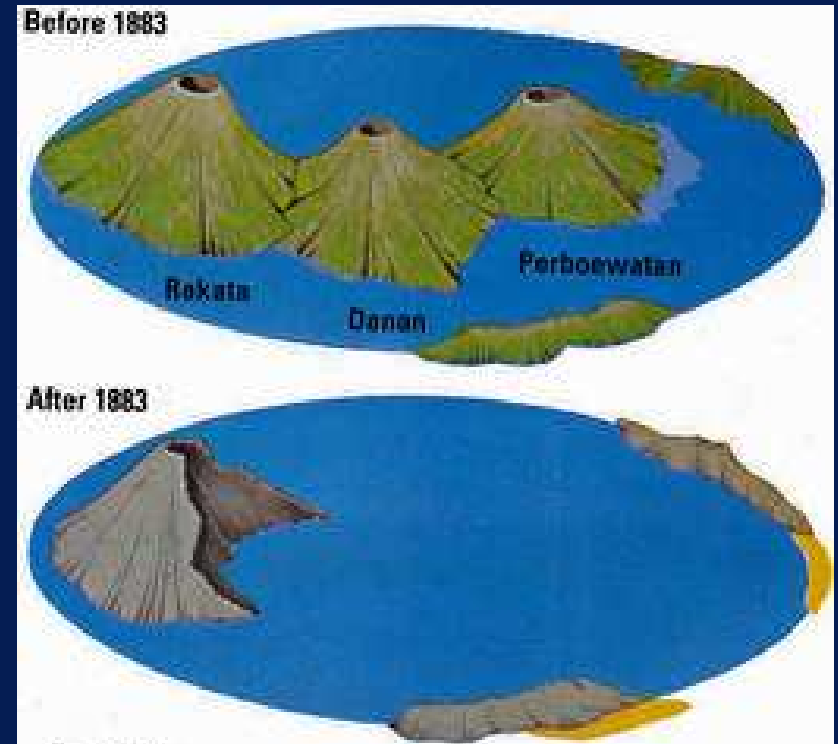 Before 1883
Rakata
Danan
Perboewatan
After 1883